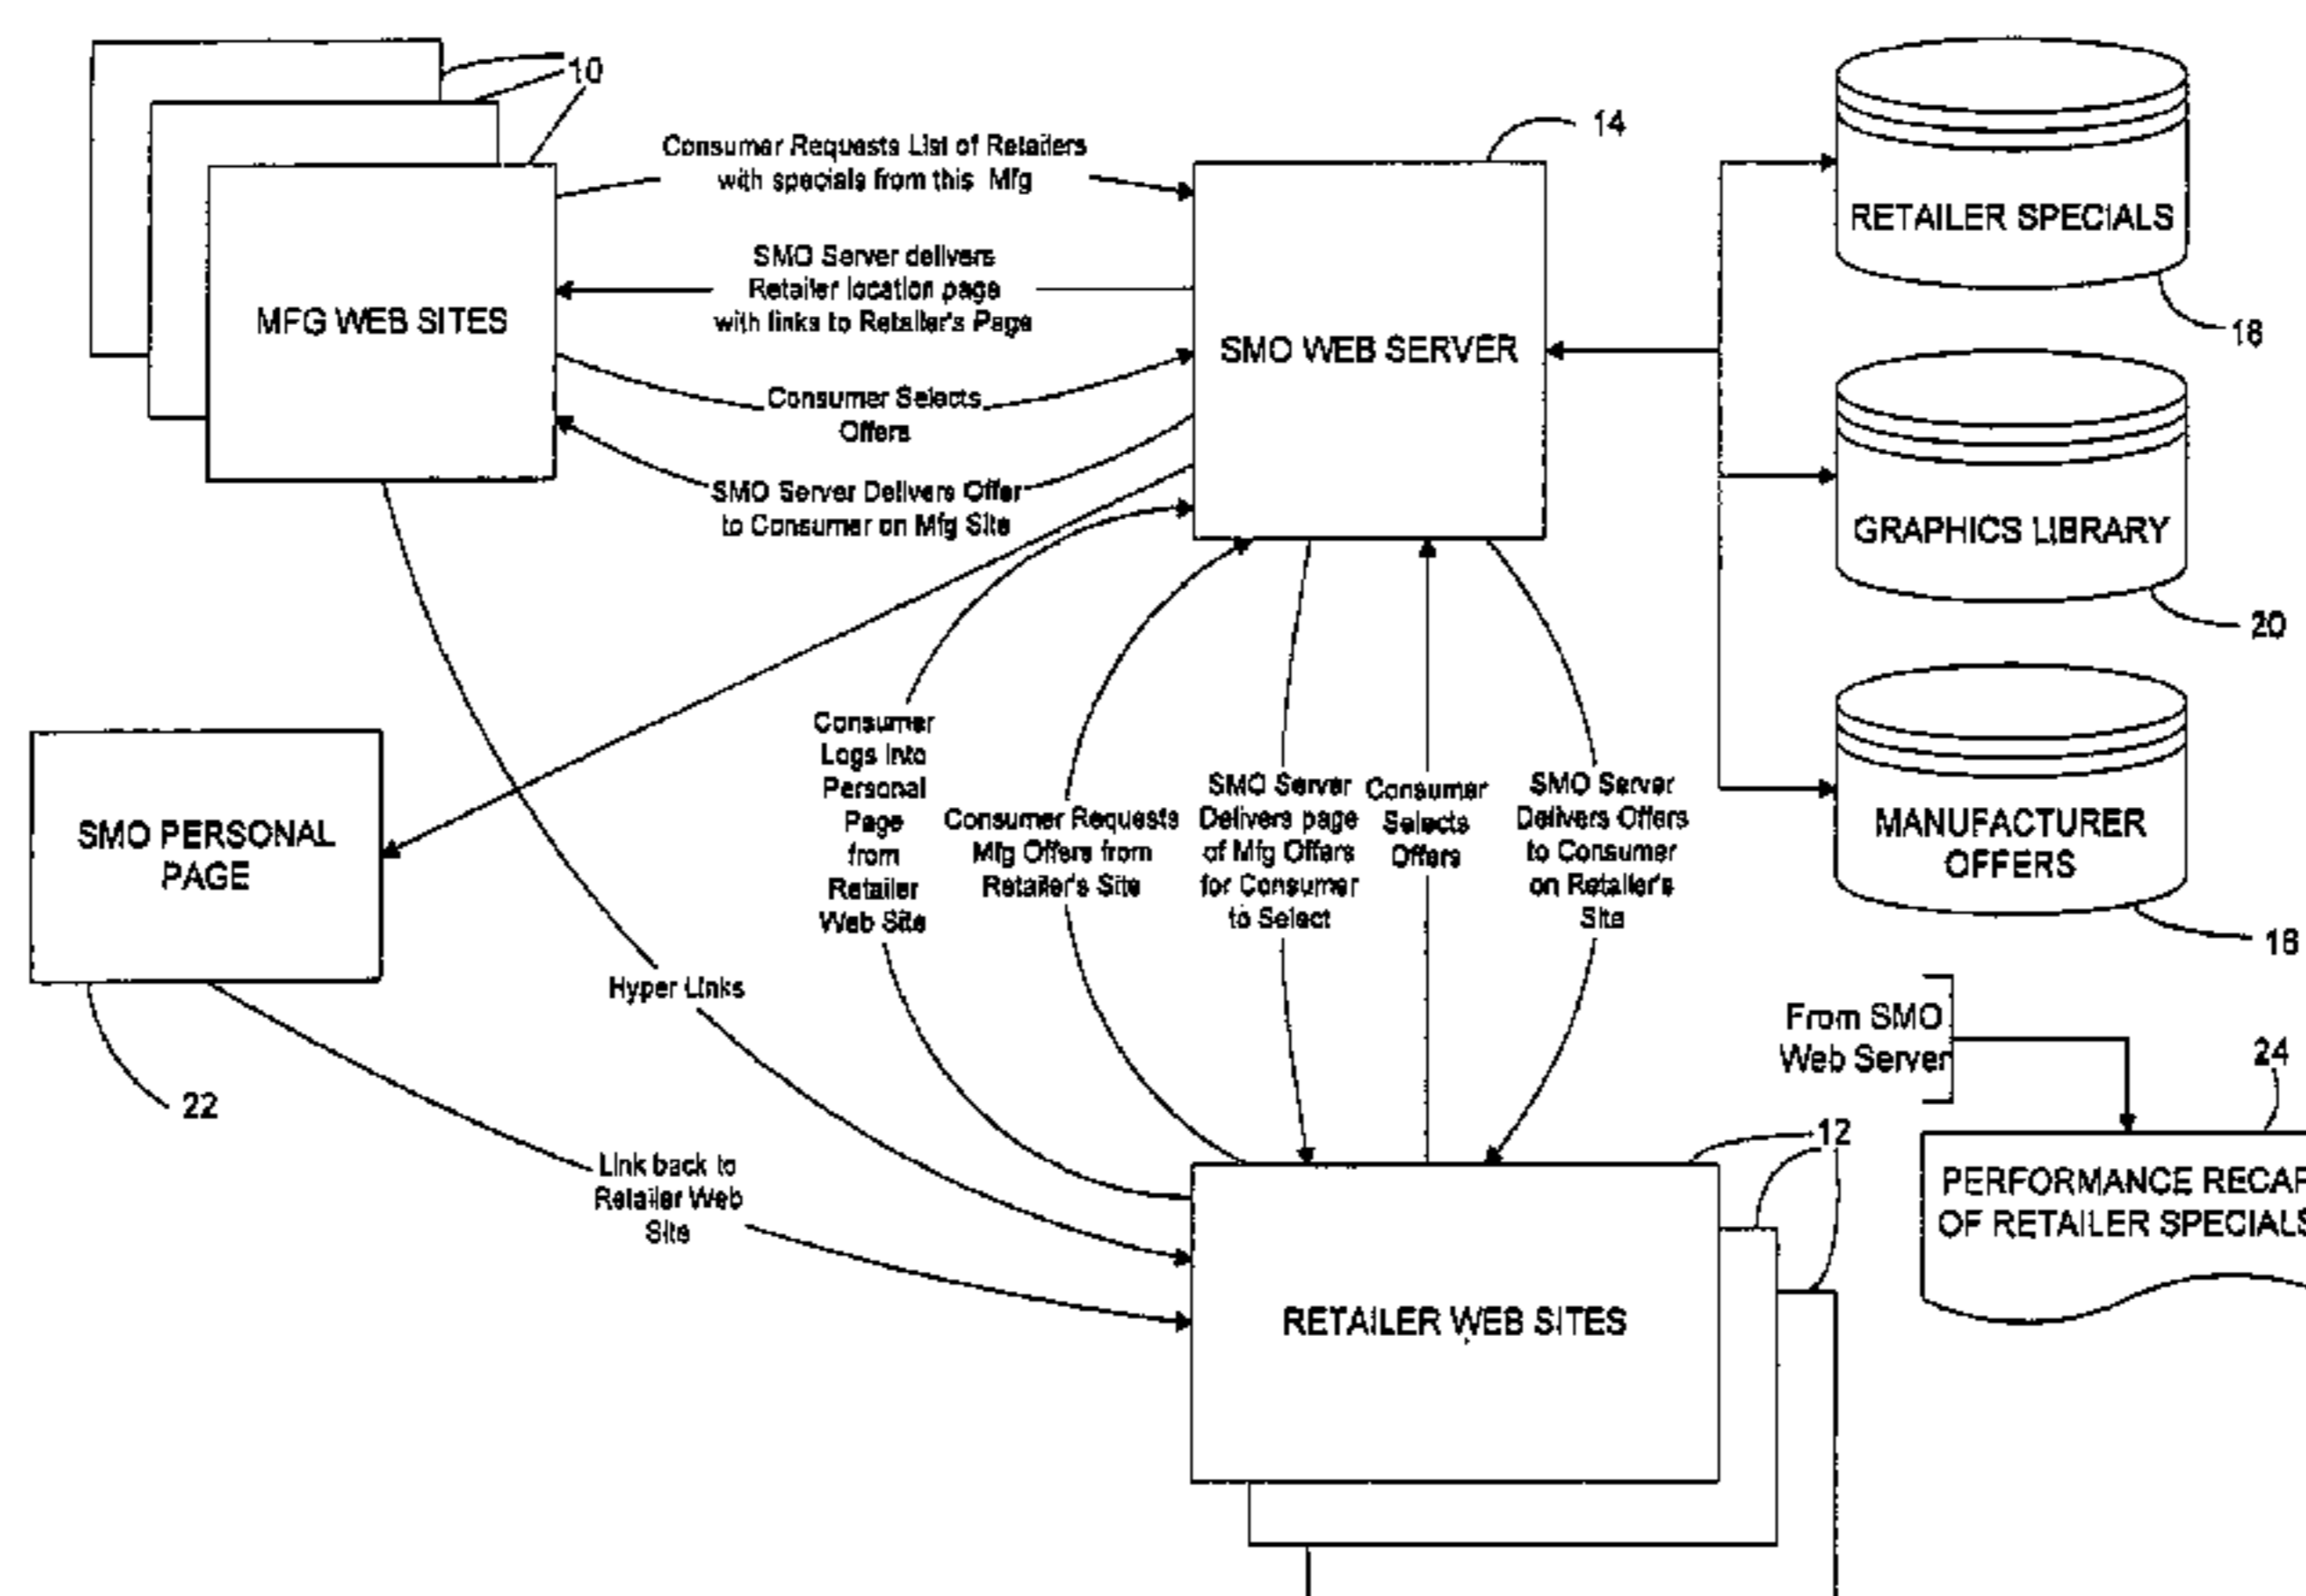 10
MFG WEB SITES
Consumer Requests List of Retailers
with specials from this Mfg
SMO Server delivers
Retailer location page
with links to Retailer's Page
Consumer Selects
Offers
SMO Server Delivers Offer
to Consumer on Mfg Site
14
SMO WEB SERVER
RETAILER SPECIALS
18
GRAPHICS LIBRARY
20
MANUFACTURER
OFFERS
16
SMO PERSONAL
PAGE
22
Hyper Links
Link back to
Retailer Web
Site
Consumer
Logs into
Personal
Page
from
Retailer
Web Site
Consumer Requests
Mfg Offers from
Retailer's Site
SMO Server
Delivers page
of Mfg Offers
for Consumer
to Select
Consumer
Selects
Offers
SMO Server
Delivers Offers
to Consumer
on Retailer's
Site
From SMO
Web Server
24
PERFORMANCE RECAP
OF RETAILER SPECIALS
12
RETAILER WEB SITES